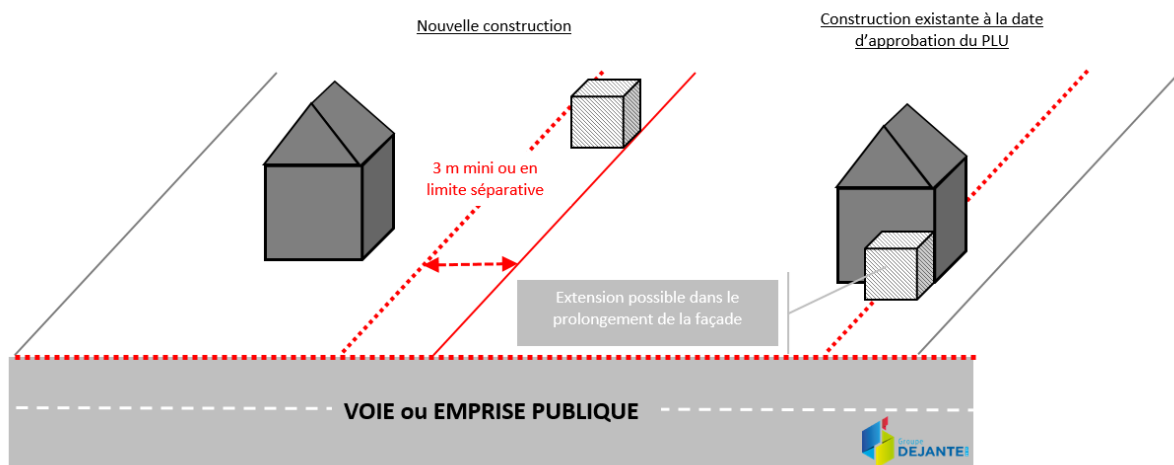 Nouvelle construction
Construction existante à la date
d’approbation du PLU
3 m mini ou en
limite séparative
Extension possible dans le
prolongement de la façade
VOIE ou EMPRISE PUBLIQUE
Groupe
DEJANTE